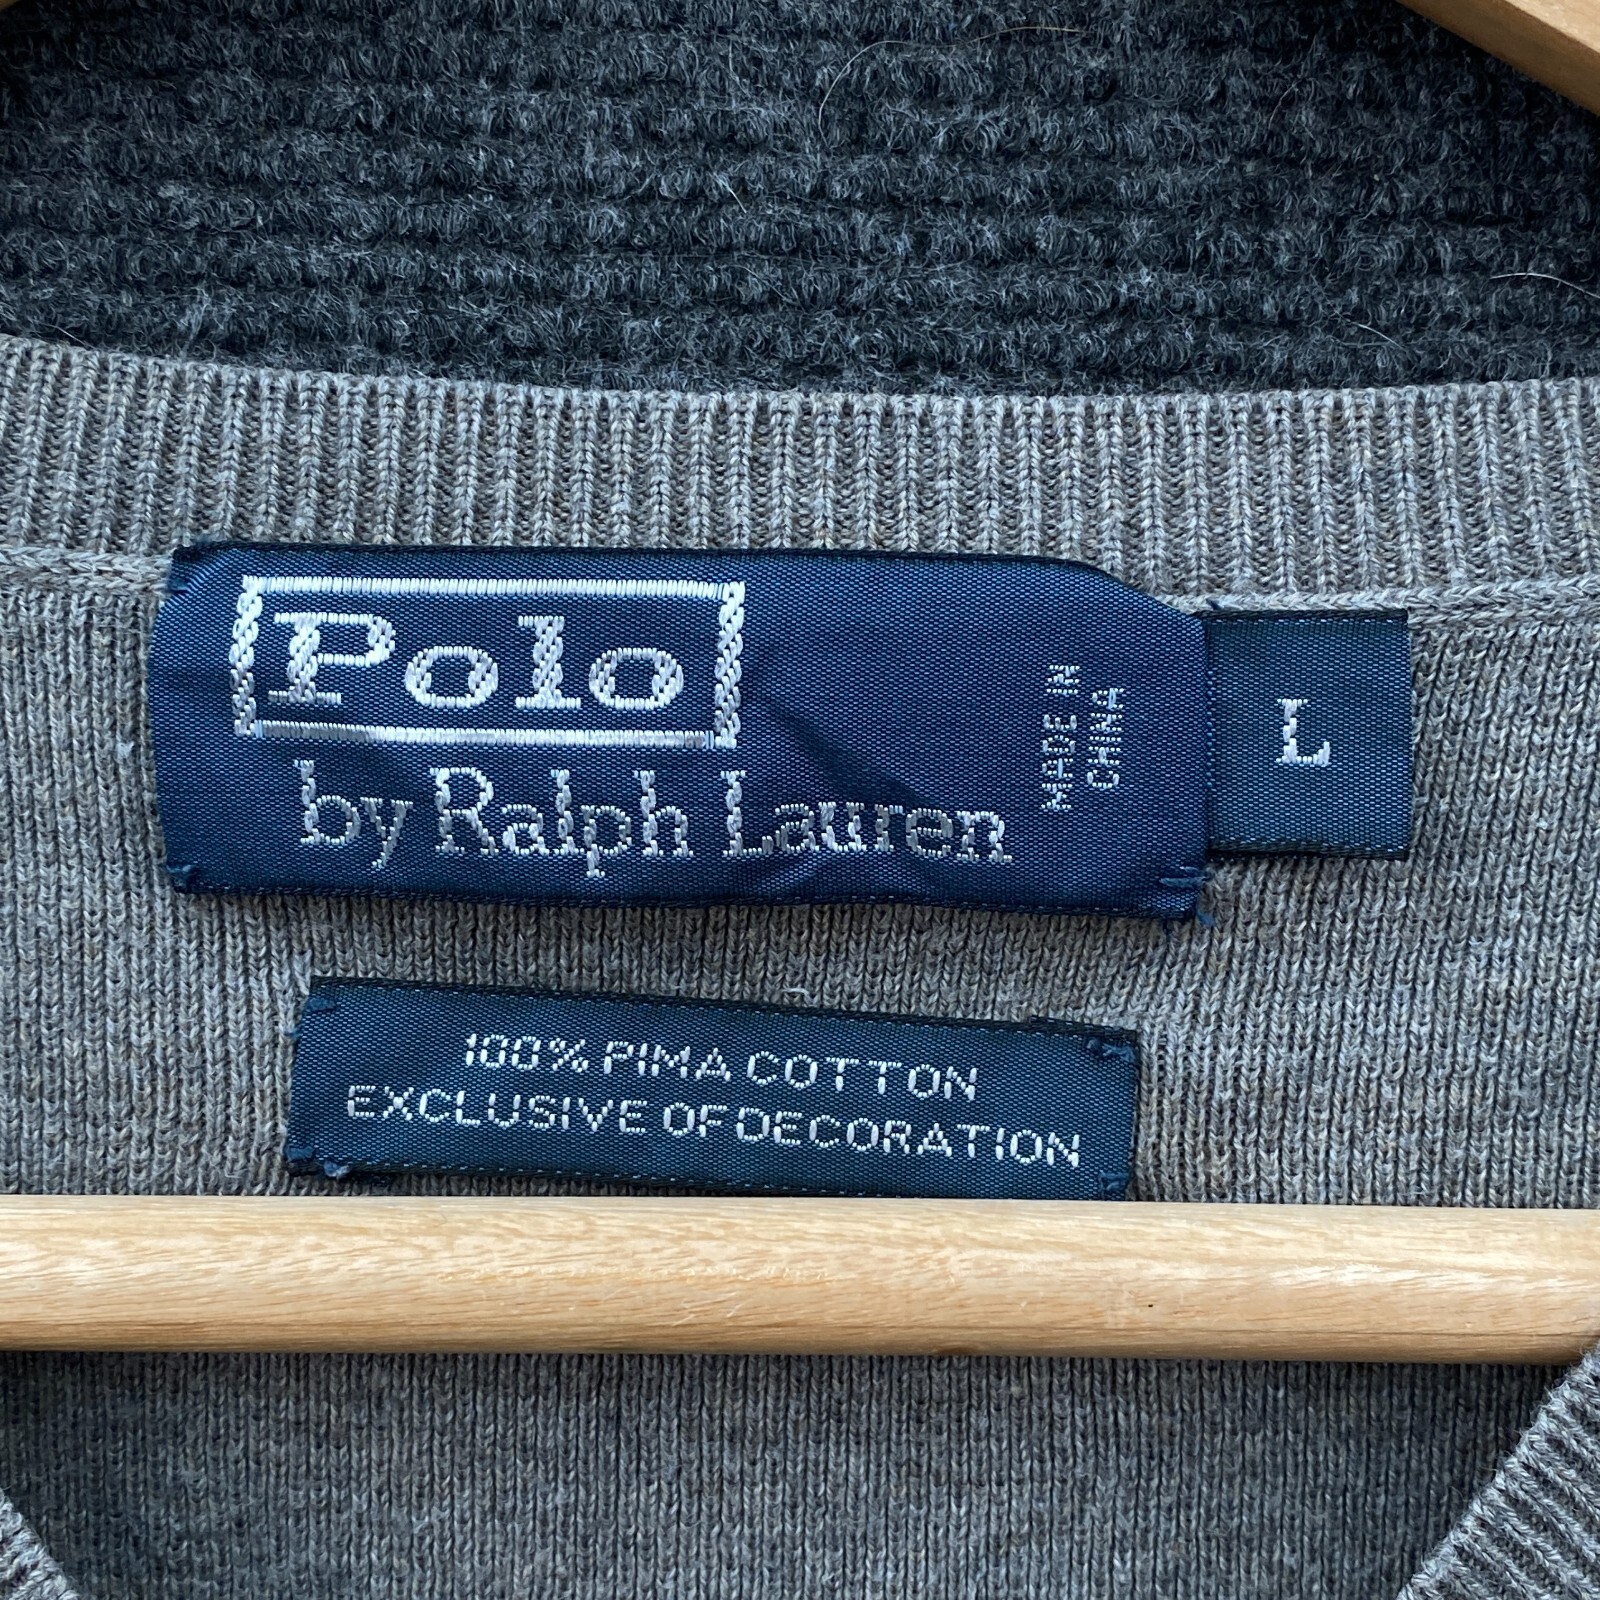 Polo
by Ralph Lauren
MADE IN
CHINA
L
100% PIMA COTTON
EXCLUSIVE OF DECORATION